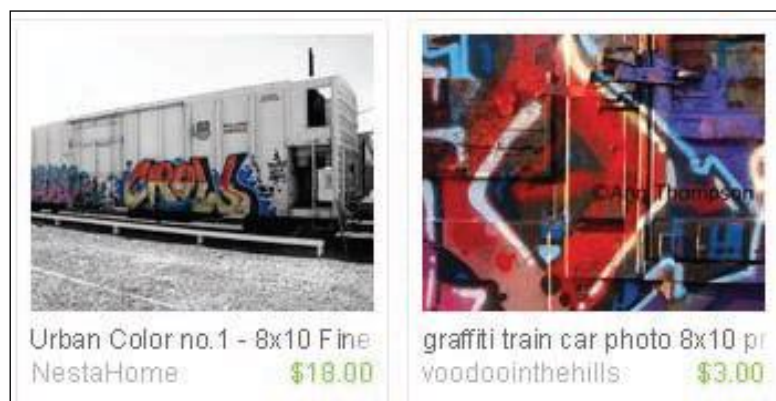 CROW
©Ann Thompson
Urban Color no.1 - 8x10 Fine
NestaHome $18.00
graffiti train car photo 8x10 pr
voodoointhehills $3.00